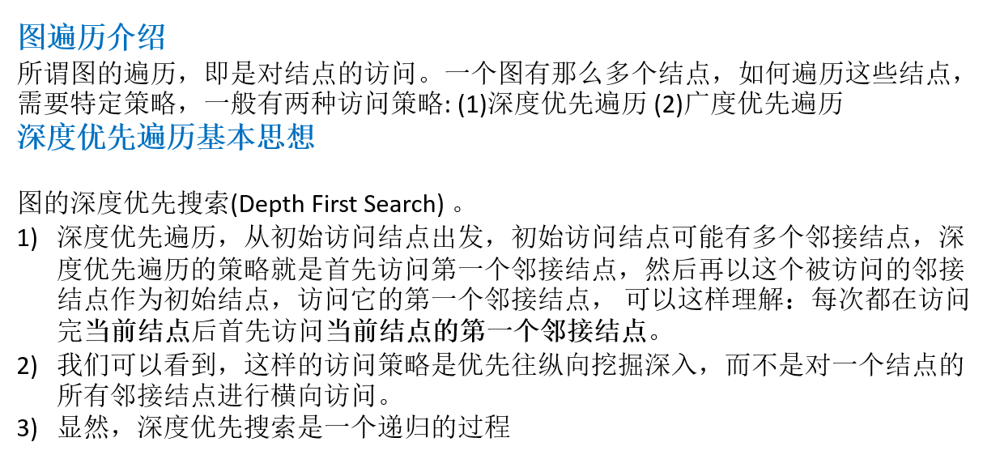 图遍历介绍
所谓图的遍历，即是对结点的访问。一个图有那么多个结点，如何遍历这些结点，
需要特定策略，一般有两种访问策略: (1)深度优先遍历 (2)广度优先遍历
深度优先遍历基本思想
图的深度优先搜索(Depth First Search) 。
1) 深度优先遍历，从初始访问结点出发，初始访问结点可能有多个邻接结点，深
度优先遍历的策略就是首先访问第一个邻接结点，然后再以这个被访问的邻接
结点作为初始结点，访问它的第一个邻接结点， 可以这样理解：每次都在访问
完当前结点后首先访问当前结点的第一个邻接结点。
2) 我们可以看到，这样的访问策略是优先往纵向挖掘深入，而不是对一个结点的
所有邻接结点进行横向访问。
3) 显然，深度优先搜索是一个递归的过程